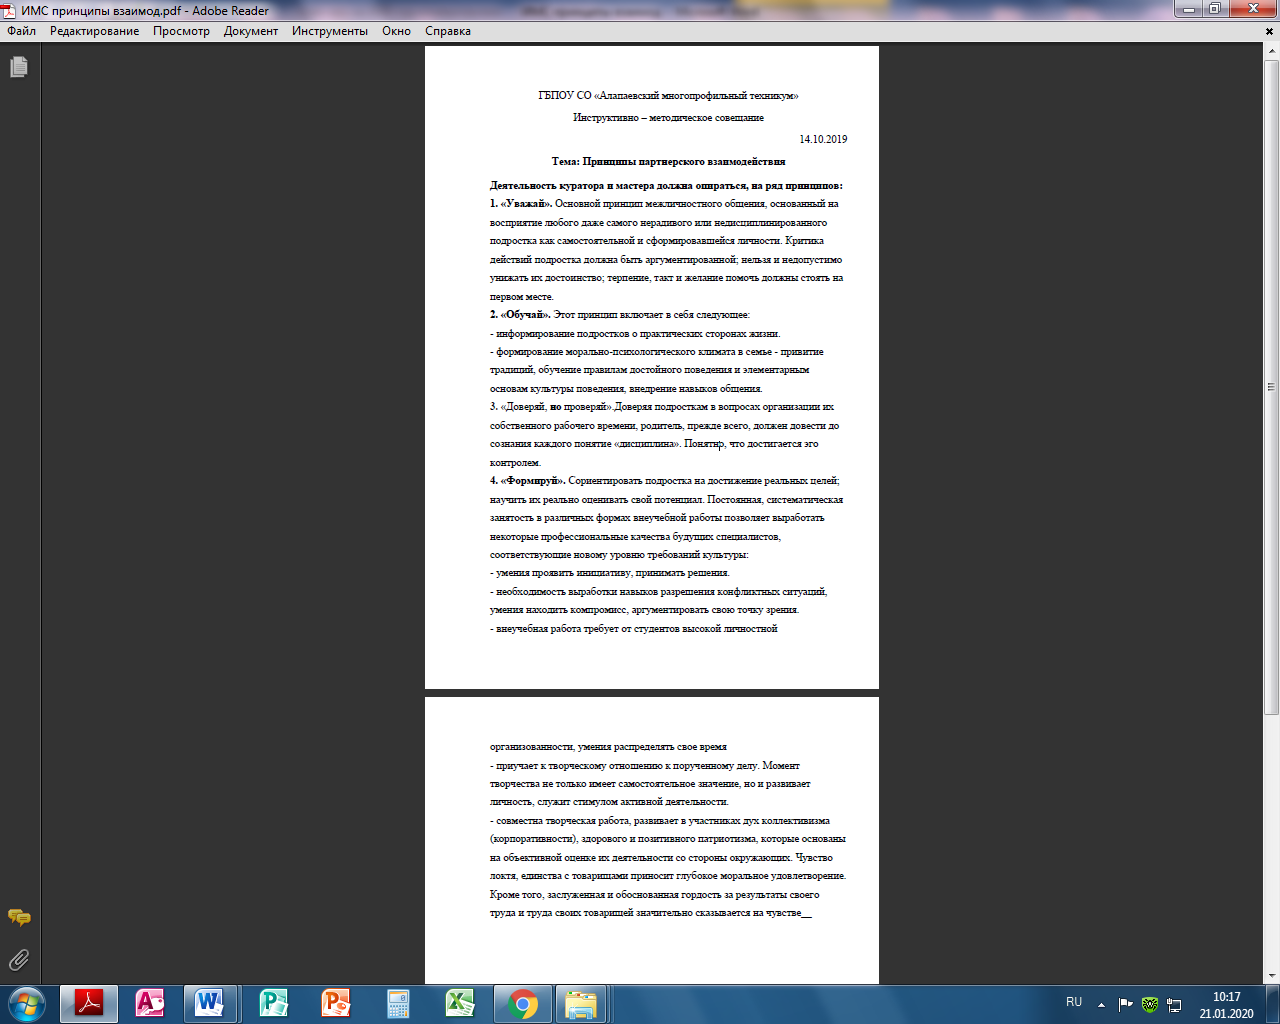 ИМС принципы взаимод.pdf - Adobe Reader
Файл Редактирование Просмотр Документ Инструменты Окно Справка
ГБПОУ СО «Алапаевский многопрофильный техникум»
Инструктивно – методическое совещание
14.10.2019
Тема: Принципы партнерского взаимодействия
Деятельность куратора и мастера должна опираться, на ряд принципов:
1. «Уважай». Основной принцип межличностного общения, основанный на
восприятие любого даже самого нерадивого или недисциплинированного
подростка как самостоятельной и сформировавшейся личности. Критика
действий подростка должна быть аргументированной; нельзя и недопустимо
унижать их достоинство; терпение, такт и желание помочь должны стоять на
первом месте.
2. «Обучай». Этот принцип включает в себя следующее:
- информирование подростков о практических сторонах жизни.
- формирование морально-психологического климата в семье - привитие
традиций, обучение правилам достойного поведения и элементарным
основам культуры поведения, внедрение навыков общения.
3. «Доверяй, но проверяй».Доверяя подросткам в вопросах организации их
собственного рабочего времени, родитель, прежде всего, должен довести до
сознания каждого понятие «дисциплина». Понятно, что достигается эго
контролем.
4. «Формируй». Сориентировать подростка на достижение реальных целей;
научить их реально оценивать свой потенциал. Постоянная, систематическая
занятость в различных формах внеучебной работы позволяет выработать
некоторые профессиональные качества будущих специалистов,
соответствующие новому уровню требований культуры:
- умения проявить инициативу, принимать решения.
- необходимость выработки навыков разрешения конфликтных ситуаций,
умения находить компромисс, аргументировать свою точку зрения.
- внеучебная работа требует от студентов высокой личностной
организованности, умения распределять свое время
- приучает к творческому отношению к порученному делу. Момент
творчества не только имеет самостоятельное значение, но и развивает
личность, служит стимулом активной деятельности.
- совместна творческая работа, развивает в участниках дух коллективизма
(корпоративности), здорового и позитивного патриотизма, которые основаны
на объективной оценке их деятельности со стороны окружающих. Чувство
локтя, единства с товарищами приносит глубокое моральное удовлетворение.
Кроме того, заслуженная и обоснованная гордость за результаты своего
труда и труда своих товарищей значительно сказывается на чувстве__
RU
10:17
21.01.2020